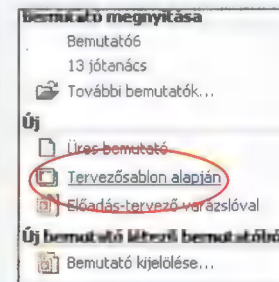 Bemutató megnyitása
Bemutató6
13 jótanács
További bemutatók...
Új
Üres bemutató
Tervezősablon alapján
Előadás-tervező varázslóval
Új bemutató létező bemutatóból
Bemutató kijelölése...